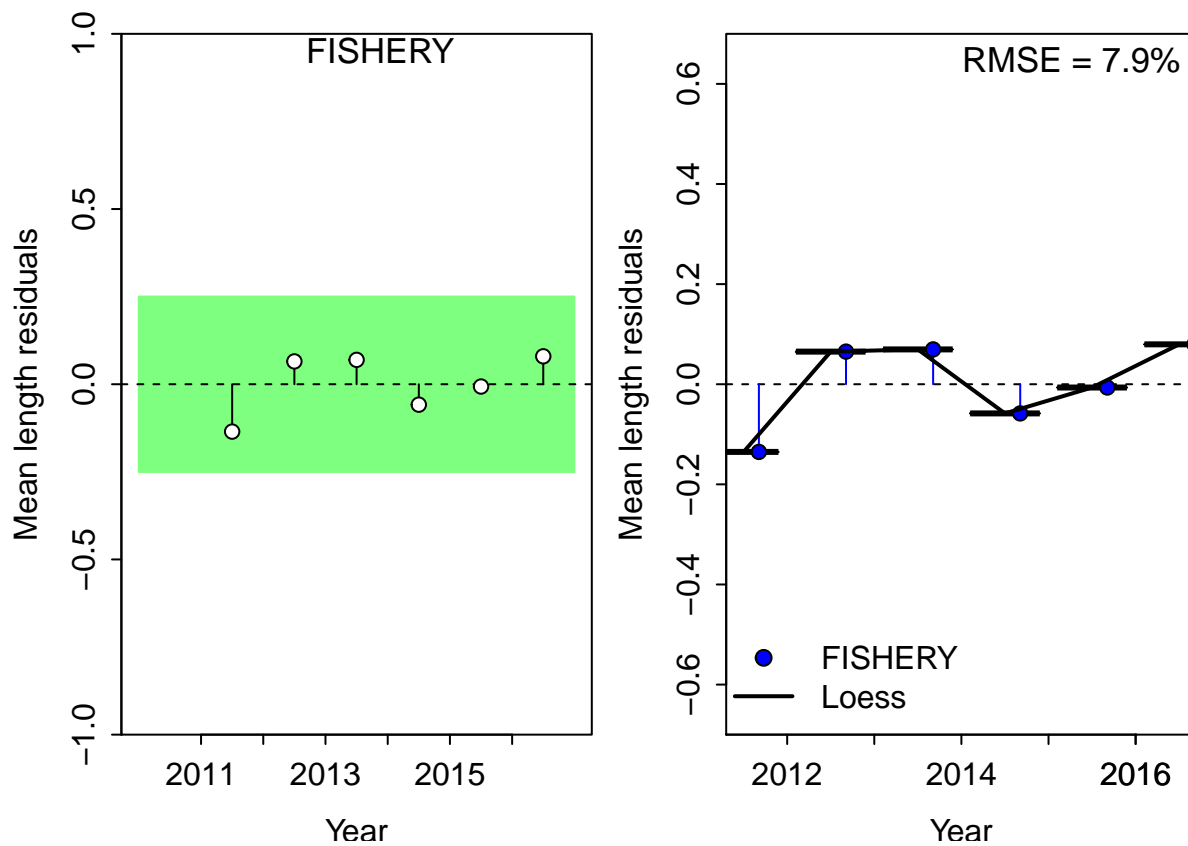 FISHERY
Mean length residuals
1.0
0.5
0.0
−0.5
−1.0
2011 2013 2015
Year
RMSE = 7.9%
Mean length residuals
0.6
0.4
0.2
0.0
−0.2
−0.4
−0.6
FISHERY
Loess
2012 2014 2016
Year